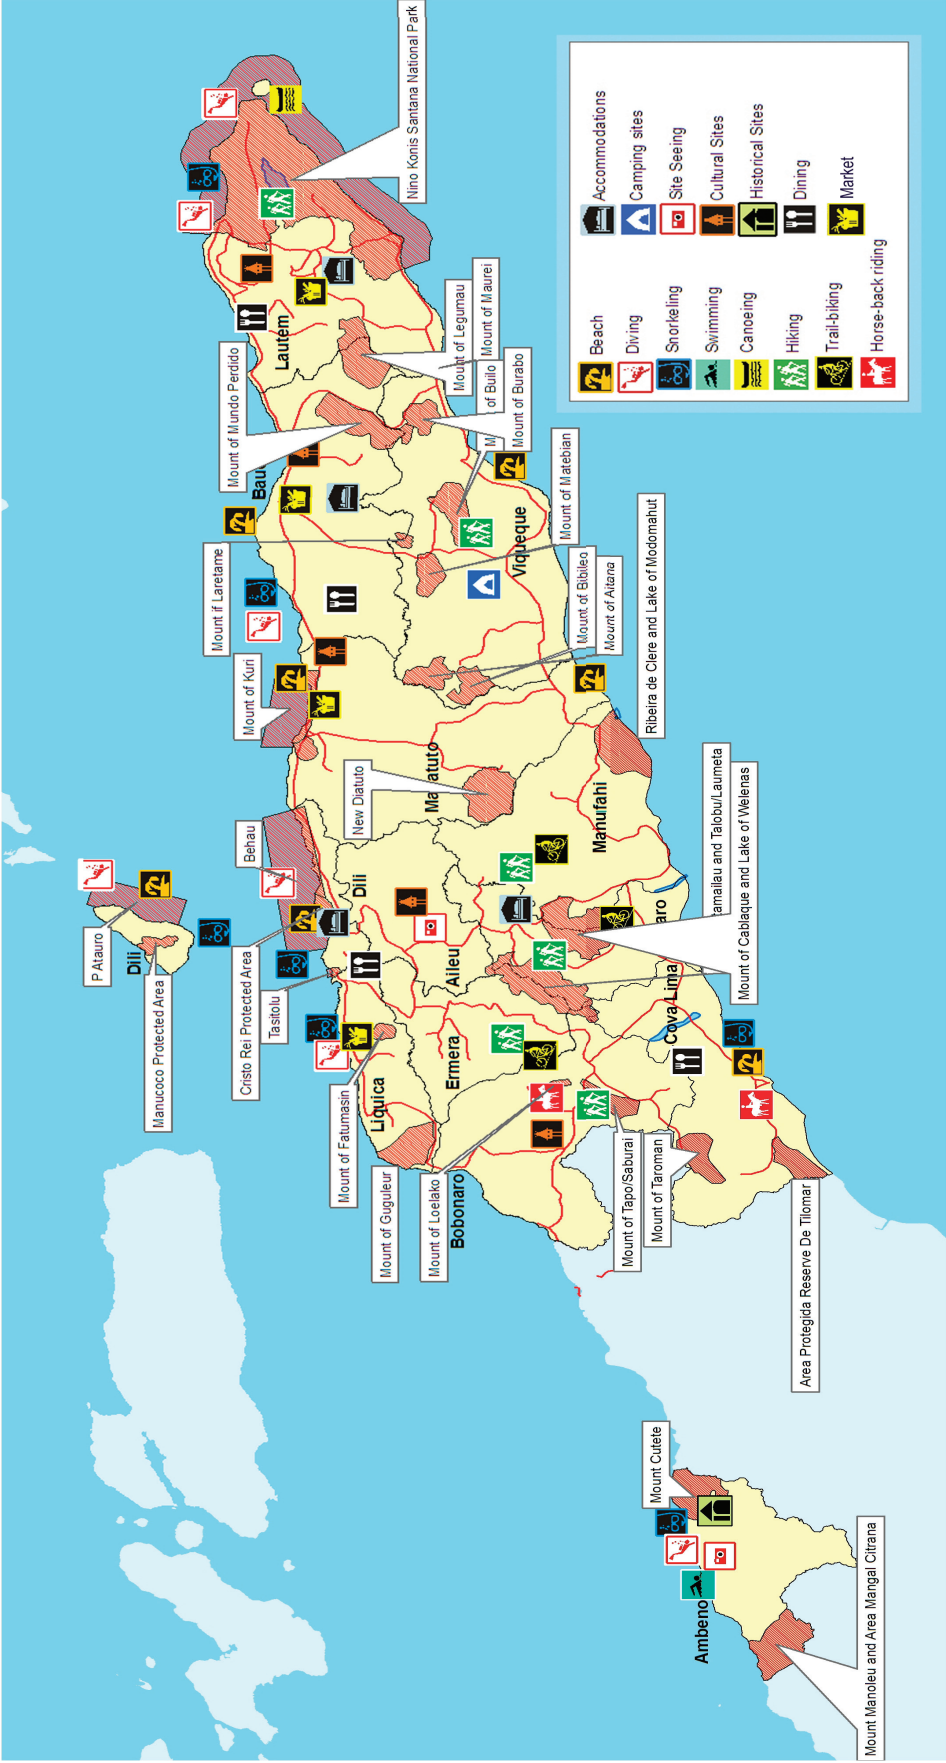 P Atauro
Dili
Manucoco Protected Area
Mount if Laretame
Mount of Mundo Perdido
Nino Konis Santana National Park
Mount of Kuri
Behau
Cristo Rei Protected Area
Tasitolu
Bau
Lautem
Mount of Fatumasin
Liquica
Dili
New Diatuto
Mount of Guguleur
Mount of Loelako
Bobonaro
Ermera
Aileu
Ma atuto
Mount of Legumau
Mount of Maurei
M of Builo
Mount of Burabo
Viqueque
Mount of Matebian
Mount of Bibileo
Mount of Aitana
Manufahi
Ribeira de Clere and Lake of Modomahut
Mount of Tapo/Saburai
Mount of Taroman
Cova Lima
aro
amailau and Talobu/Laumeta
Mount of Cablaque and Lake of Welenas
Area Protegida Reserve De Tilomar
Mount Cutete
Ambeno
Mount Manoleu and Area Mangal Citrana
Beach
Diving
Snorkeling
Swimming
Canoeing
Hiking
Trail-biking
Horse-back riding
Accommodations
Camping sites
Site Seeing
Cultural Sites
Historical Sites
Dining
Market